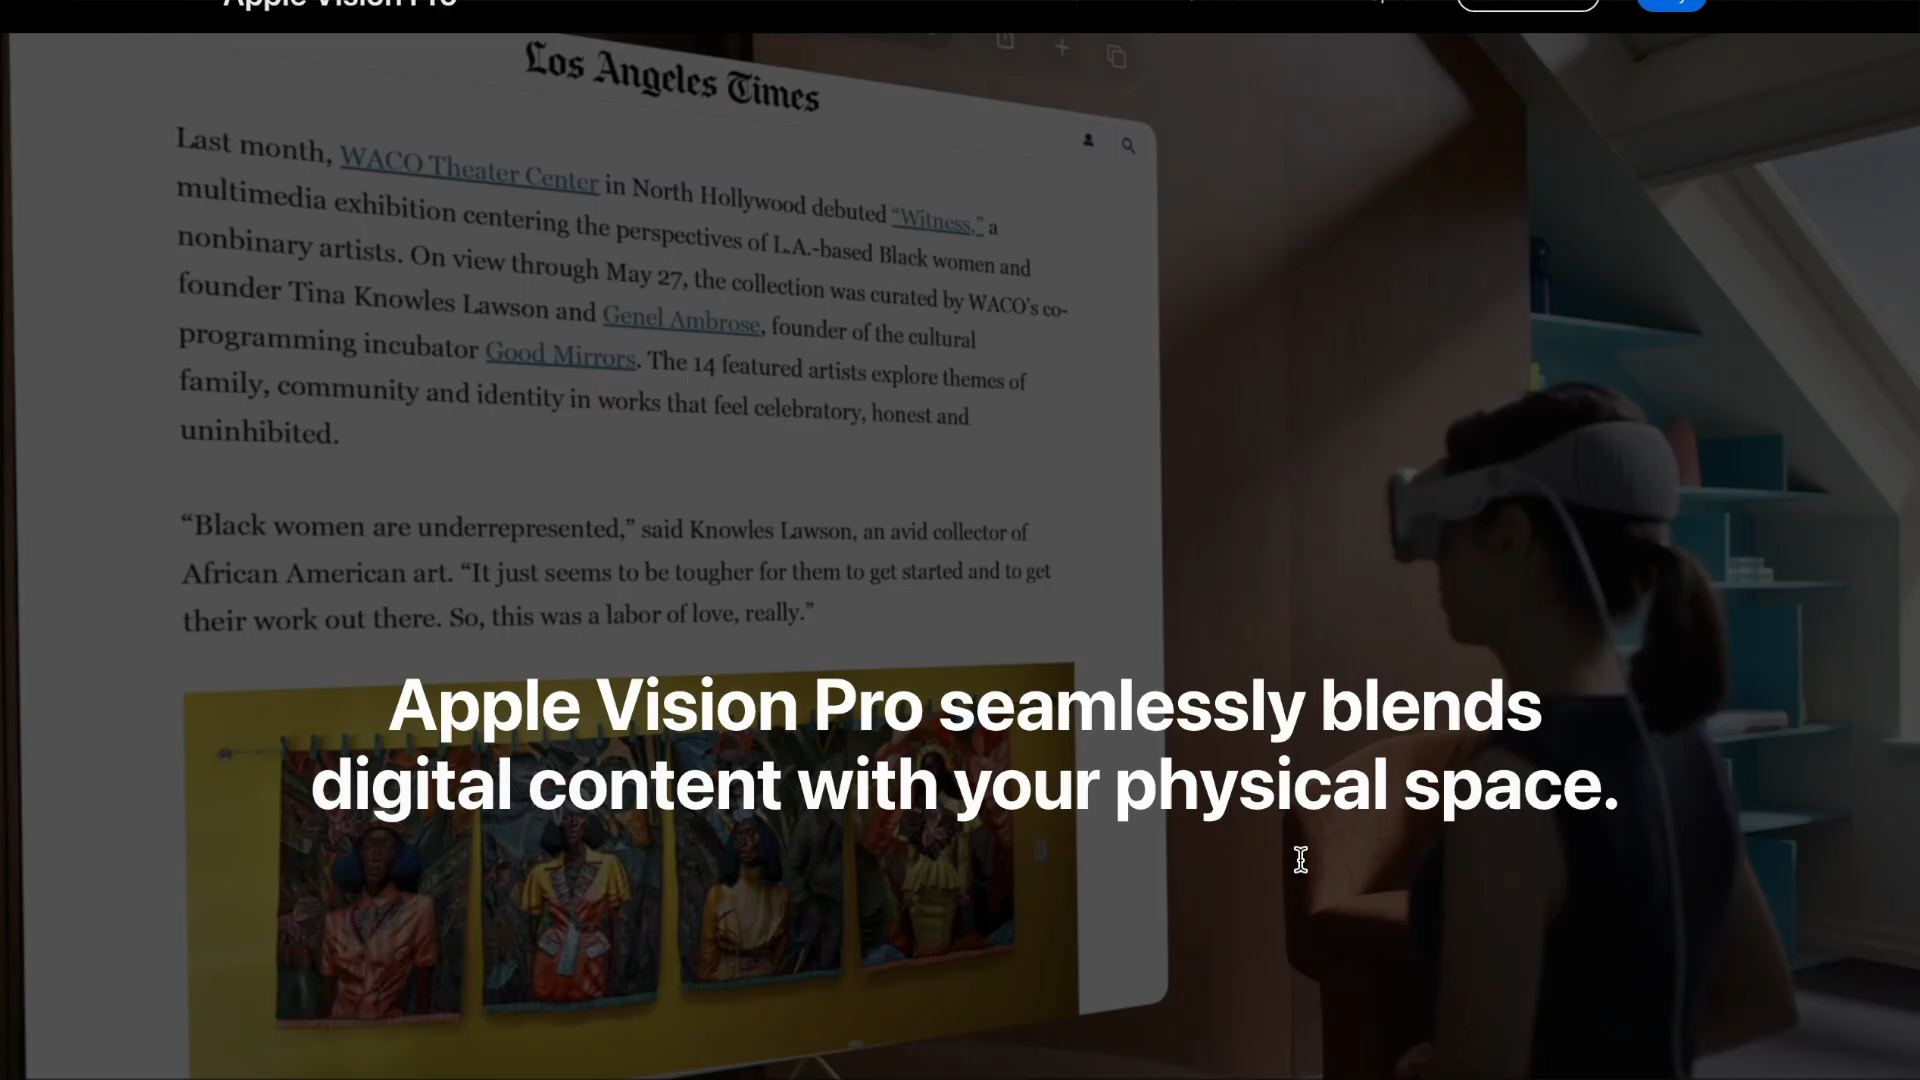 Apple Vision Pro
Los Angeles Times
Last month, WACO Theater Center in North Hollywood debuted “Witness,” a
multimedia exhibition centering the perspectives of L.A.-based Black women and
nonbinary artists. On view through May 27, the collection was curated by WACO’s co-
founder Tina Knowles Lawson and Genel Ambrose, founder of the cultural
programming incubator Good Mirrors. The 14 featured artists explore themes of
family, community and identity in works that feel celebratory, honest and
uninhibited.
“Black women are underrepresented,” said Knowles Lawson, an avid collector of
African American art. “It just seems to be tougher for them to get started and to get
their work out there. So, this was a labor of love, really.”
Apple Vision Pro seamlessly blends
digital content with your physical space.